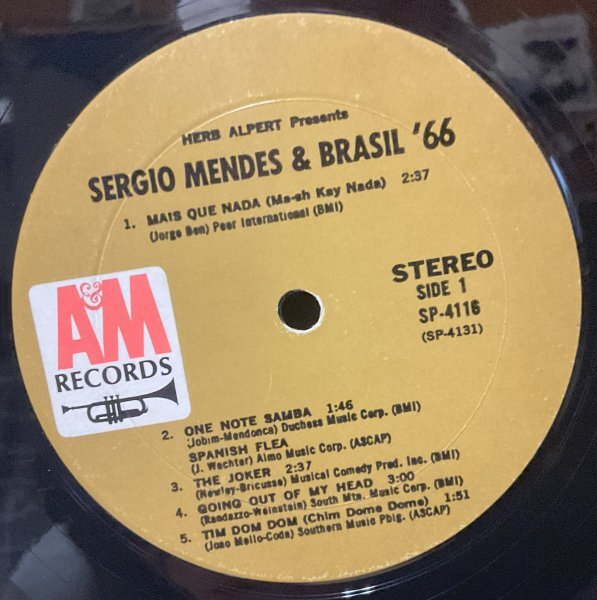 HERB ALPERT Presents
SERGIO MENDES & BRASIL '66
1. MAIS QUE NADA (Ma-sh Kay Nada) 2:37
(Jorge Ben) Peer International (BMI)
STEREO
SIDE 1
SP-4116
(SP-4131)
A&M
RECORDS
2. ONE NOTE SAMBA 1:46
(Jobim-Mendonca) Duchess Music Corp. (BMI)
SPANISH FLEA
(J. Wechter) Almo Music Corp. (ASCAP)
3. THE JOKER 2:37
(Newley-Bricusse) Musical Comedy Prod. Inc. (BMI)
4. GOING OUT OF MY HEAD 3:00
(Randazzo-Weinstein) South Mtn. Music Corp. (BMI)
5. TIM DOM DOM (Chim Dome Dome) 1:51
(Joao Mello-Coda) Southern Music Pblg. (ASCAP)